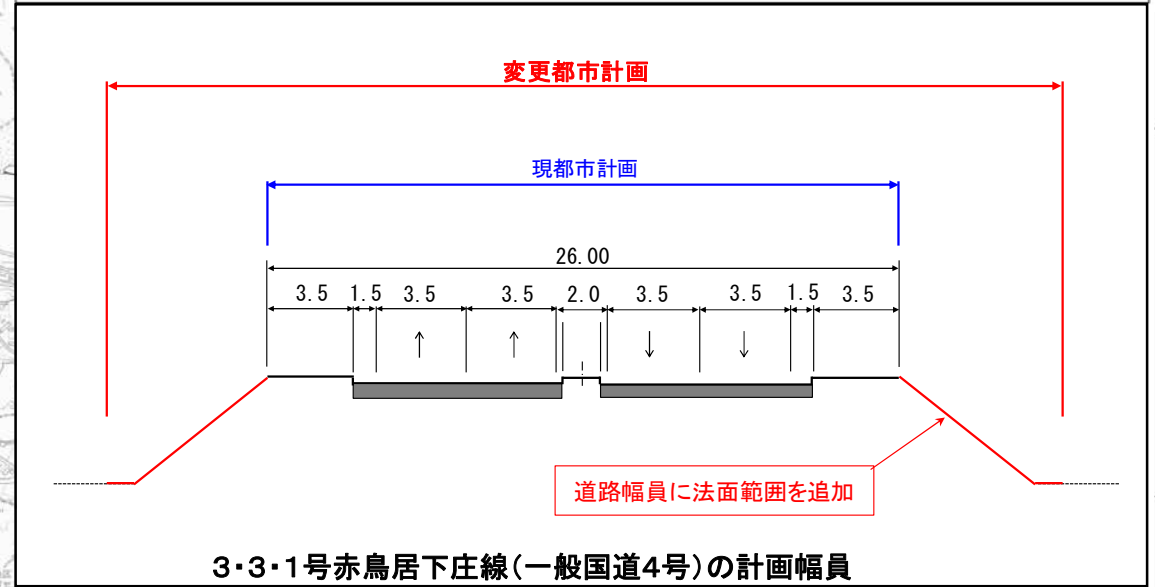 変更都市計画
現都市計画
26.00
3.5 1.5 3.5 3.5 2.0 3.5 3.5 1.5 3.5
道路幅員に法面範囲を追加
3・3・1号赤鳥居下庄線(一般国道4号)の計画幅員